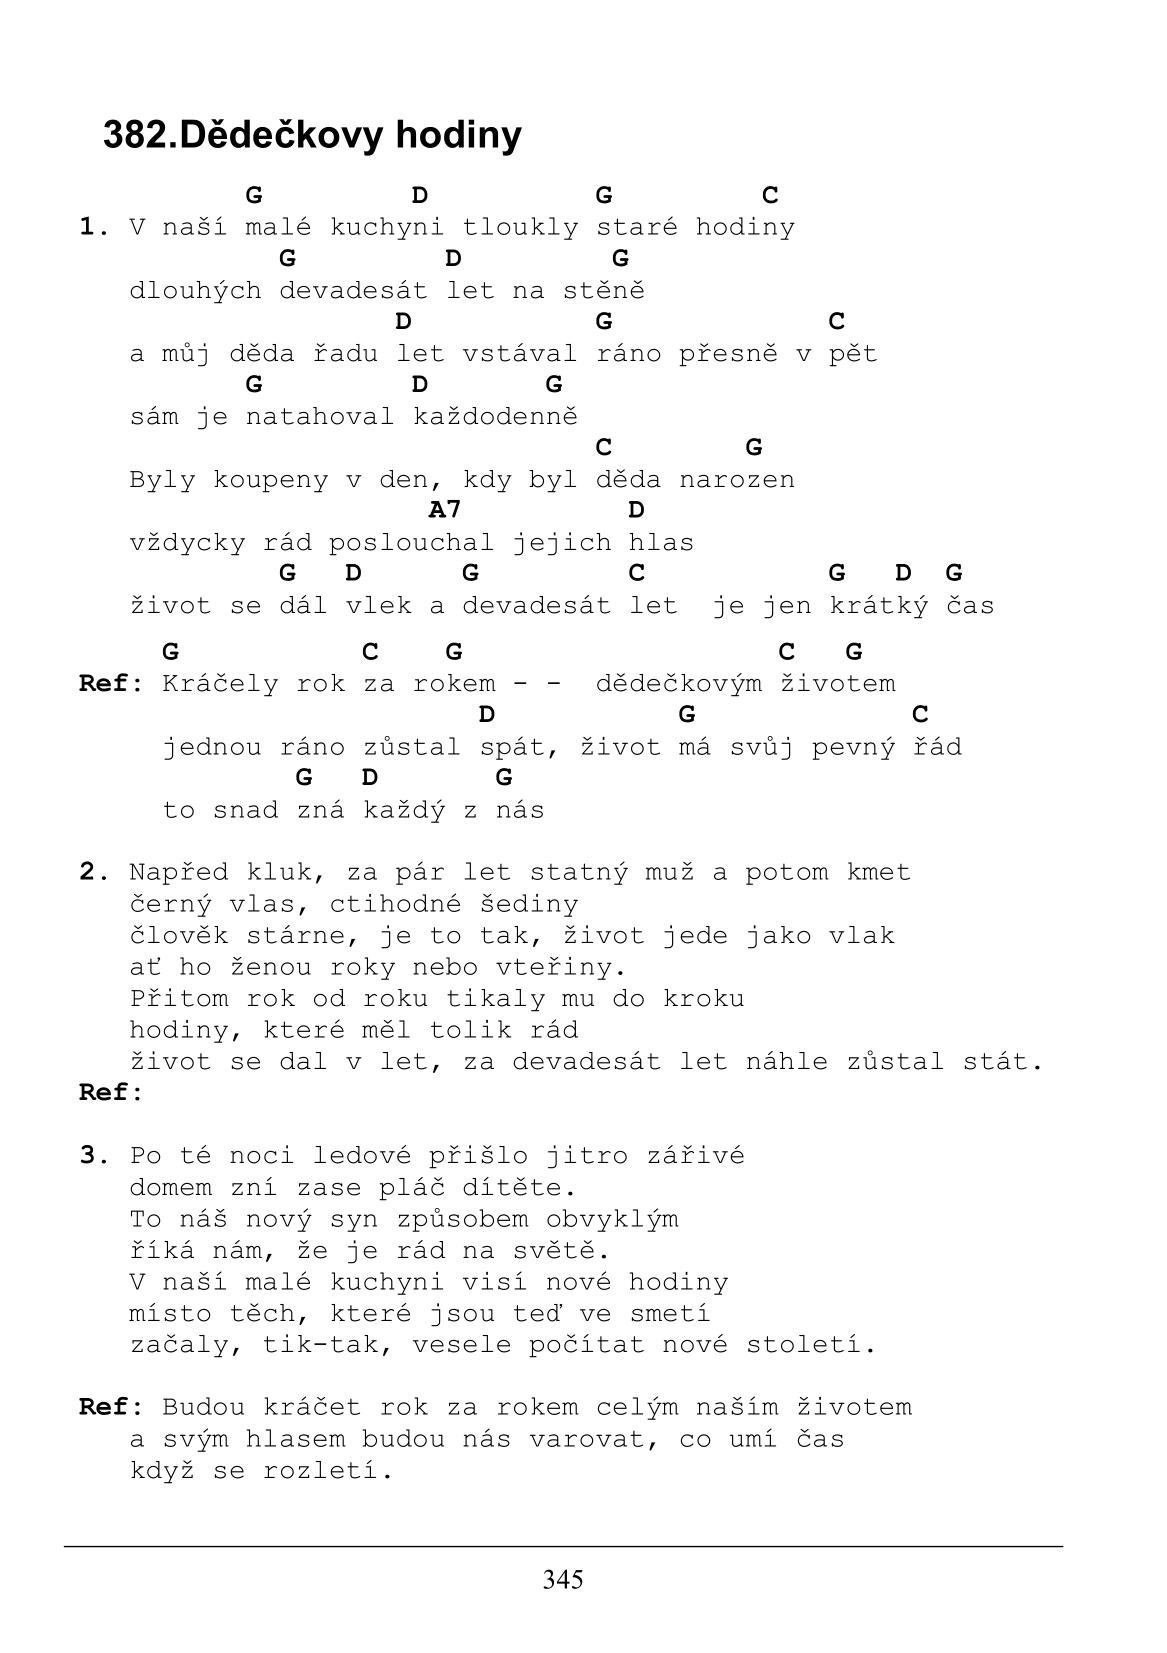 382.Dědečkovy hodiny
G D G C
1. V naší malé kuchyni tloukly staré hodiny
G D G
dlouhých devadesát let na stěně
D G C
a můj děda řadu let vstával ráno přesně v pět
G D G
sám je natahoval každodenně
C G
Byly koupeny v den, kdy byl děda narozen
A7 D
vždycky rád poslouchal jejich hlas
G D G C G D G
život se dál vlek a devadesát let je jen krátký čas
G C G C G
Ref: Kráčely rok za rokem - - dědečkovým životem
D G C
jednou ráno zůstal spát, život má svůj pevný řád
G D G
to snad zná každý z nás
2. Napřed kluk, za pár let statný muž a potom kmet
černý vlas, ctihodné šediny
člověk stárne, je to tak, život jede jako vlak
ať ho ženou roky nebo vteřiny.
Přitom rok od roku tikaly mu do kroku
hodiny, které měl tolik rád
život se dal v let, za devadesát let náhle zůstal stát.
Ref:
3. Po té noci ledové přišlo jitro zářivé
domem zní zase pláč dítěte.
To náš nový syn způsobem obvyklým
říká nám, že je rád na světě.
V naší malé kuchyni visí nové hodiny
místo těch, které jsou teď ve smetí
začaly, tik-tak, vesele počítat nové století.
Ref: Budou kráčet rok za rokem celým naším životem
a svým hlasem budou nás varovat, co umí čas
když se rozletí.
345